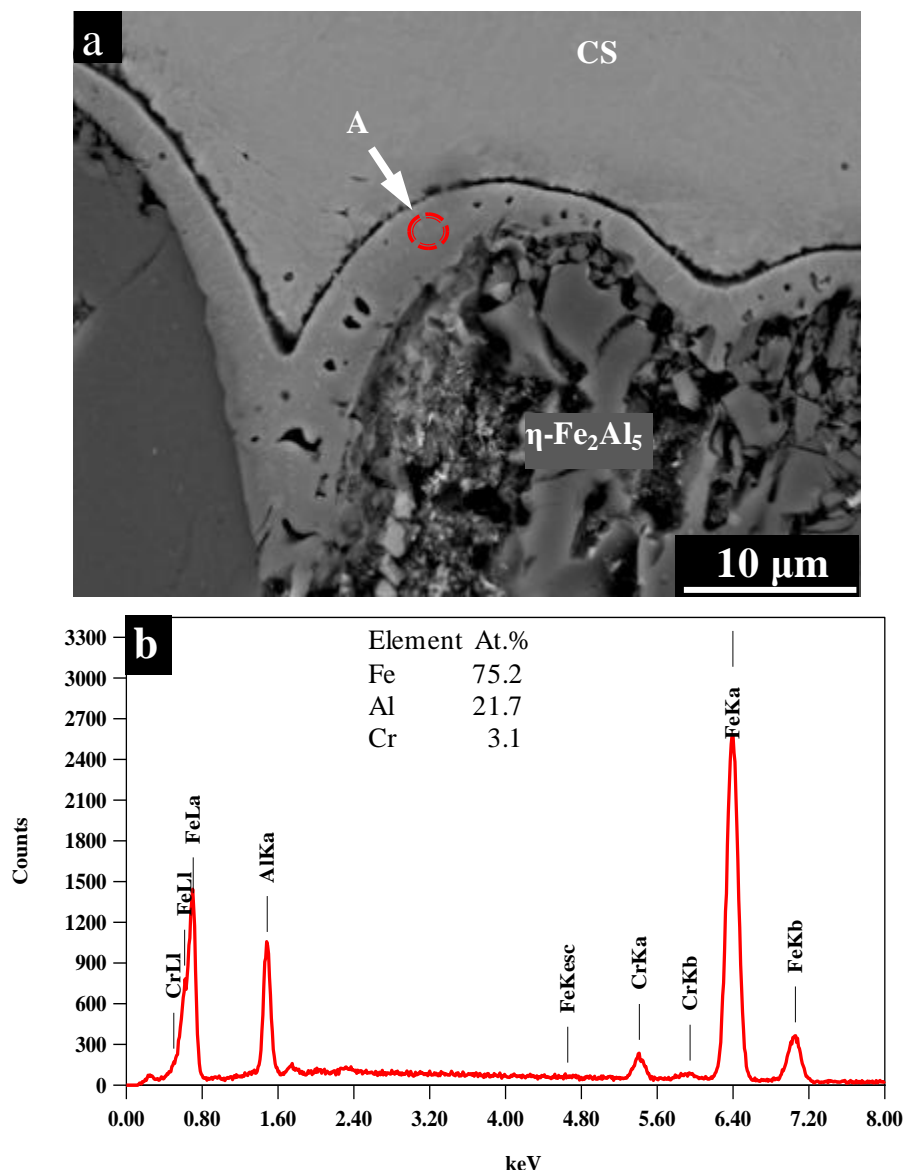 a
CS
A
η-Fe₂Al₅
10 μm
b
Element At.%
Fe 75.2
Al 21.7
Cr 3.1
3300
3000
2700
2400
2100
1800
1500
1200
900
600
300
0
Counts
CrLl
FeLl
FeLa
AlKa
FeKesc
CrKa
CrKb
FeKa
FeKb
0.00 0.80 1.60 2.40 3.20 4.00 4.80 5.60 6.40 7.20 8.00
keV